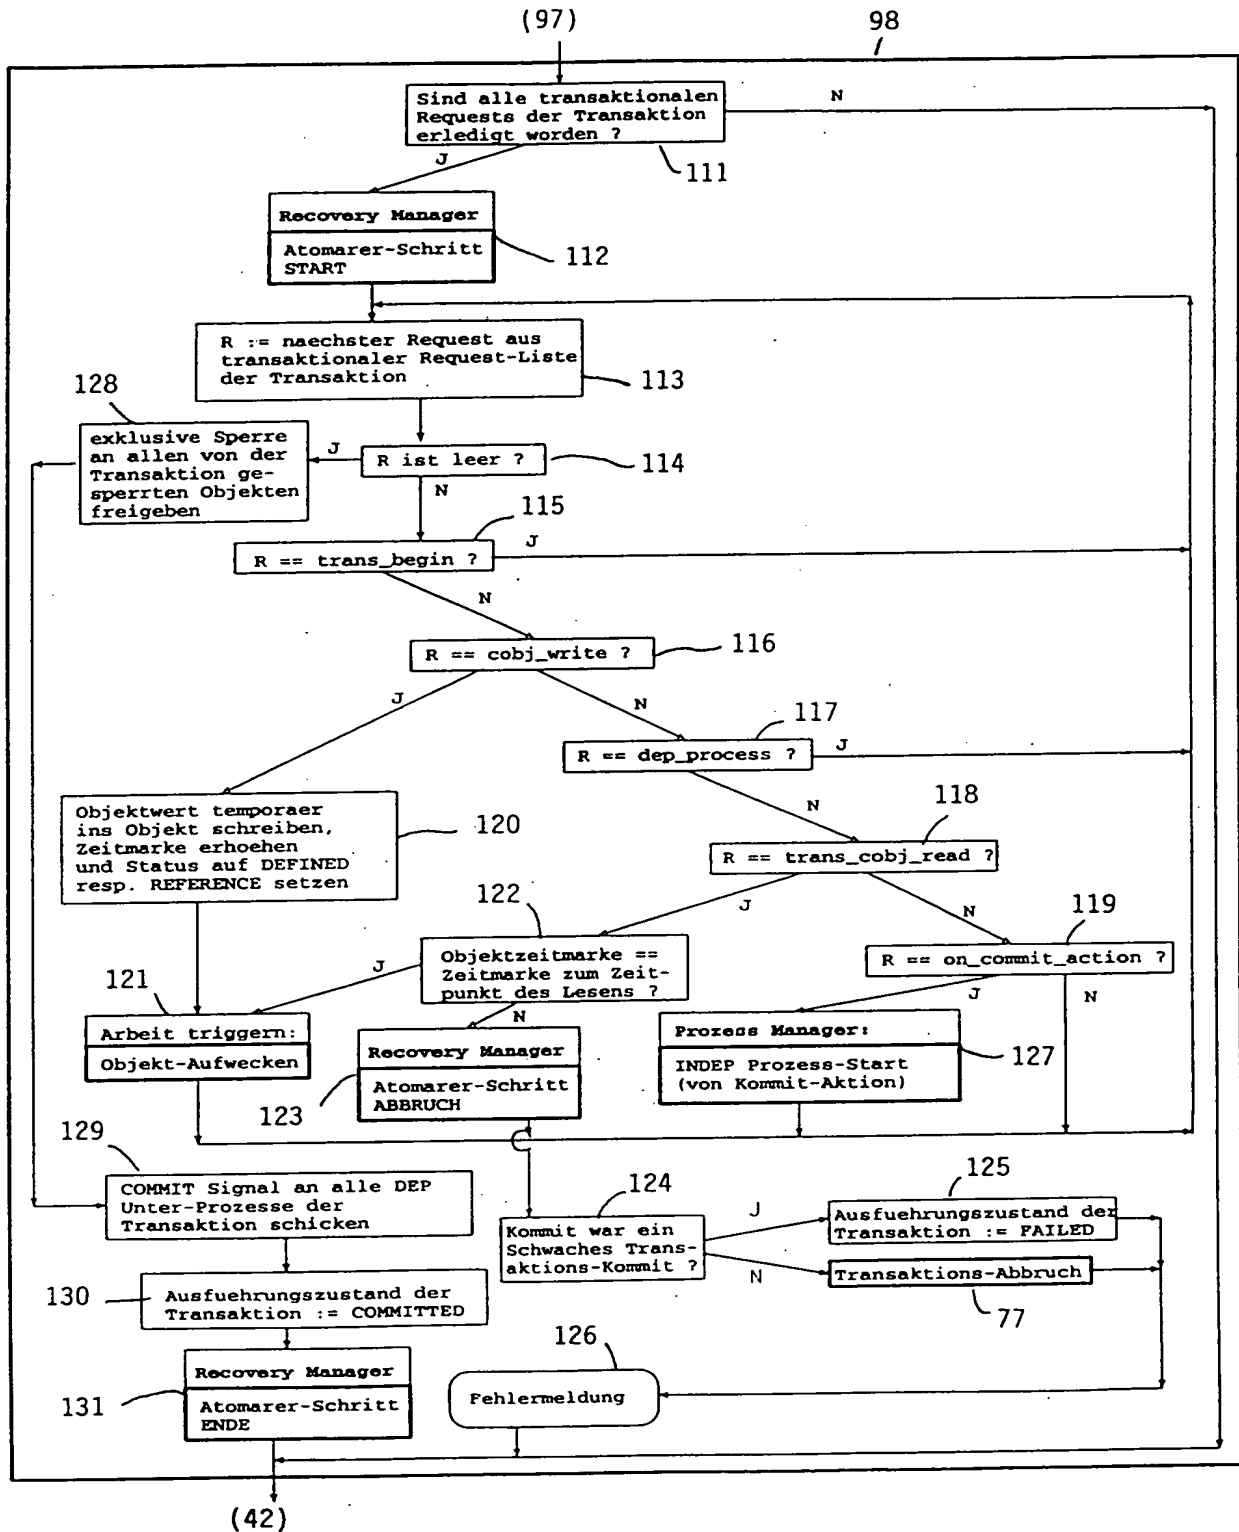 (97)
98
Sind alle transaktionalen
Requests der Transaktion
erledigt worden ?
N
J
111
Recovery Manager
Atomarer-Schritt
START
112
R := naechster Request aus
transaktionaler Request-Liste
der Transaktion
113
128
exklusive Sperre
an allen von der
Transaktion ge-
sperrten Objekten
freigeben
J
R ist leer ?
114
N
115
R == trans_begin ?
J
N
R == cobj_write ?
116
J
N
117
R == dep_process ?
J
N
118
Objektwert temporaer
ins Objekt schreiben,
Zeitmarke erhoehen
und Status auf DEFINED
resp. REFERENCE setzen
120
R == trans_cobj_read ?
J
N
122
119
Objektzeitmarke ==
Zeitmarke zum Zeit-
punkt des Lesens ?
J
N
R == on_commit_action ?
J
N
121
Arbeit triggern:
Objekt-Aufwecken
Recovery Manager
Atomarer-Schritt
ABBRUCH
123
Prozess Manager:
INDEP Prozess-Start
(von Kommit-Aktion)
127
129
COMMIT Signal an alle DEP
Unter-Prozesse der
Transaktion schicken
124
Kommit war ein
Schwaches Trans-
aktions-Kommit ?
J
N
125
Ausfuehrungszustand der
Transaktion := FAILED
Transaktions-Abbruch
77
130
Ausfuehrungszustand der
Transaktion := COMMITTED
126
Fehlermeldung
Recovery Manager
Atomarer-Schritt
ENDE
131
(42)